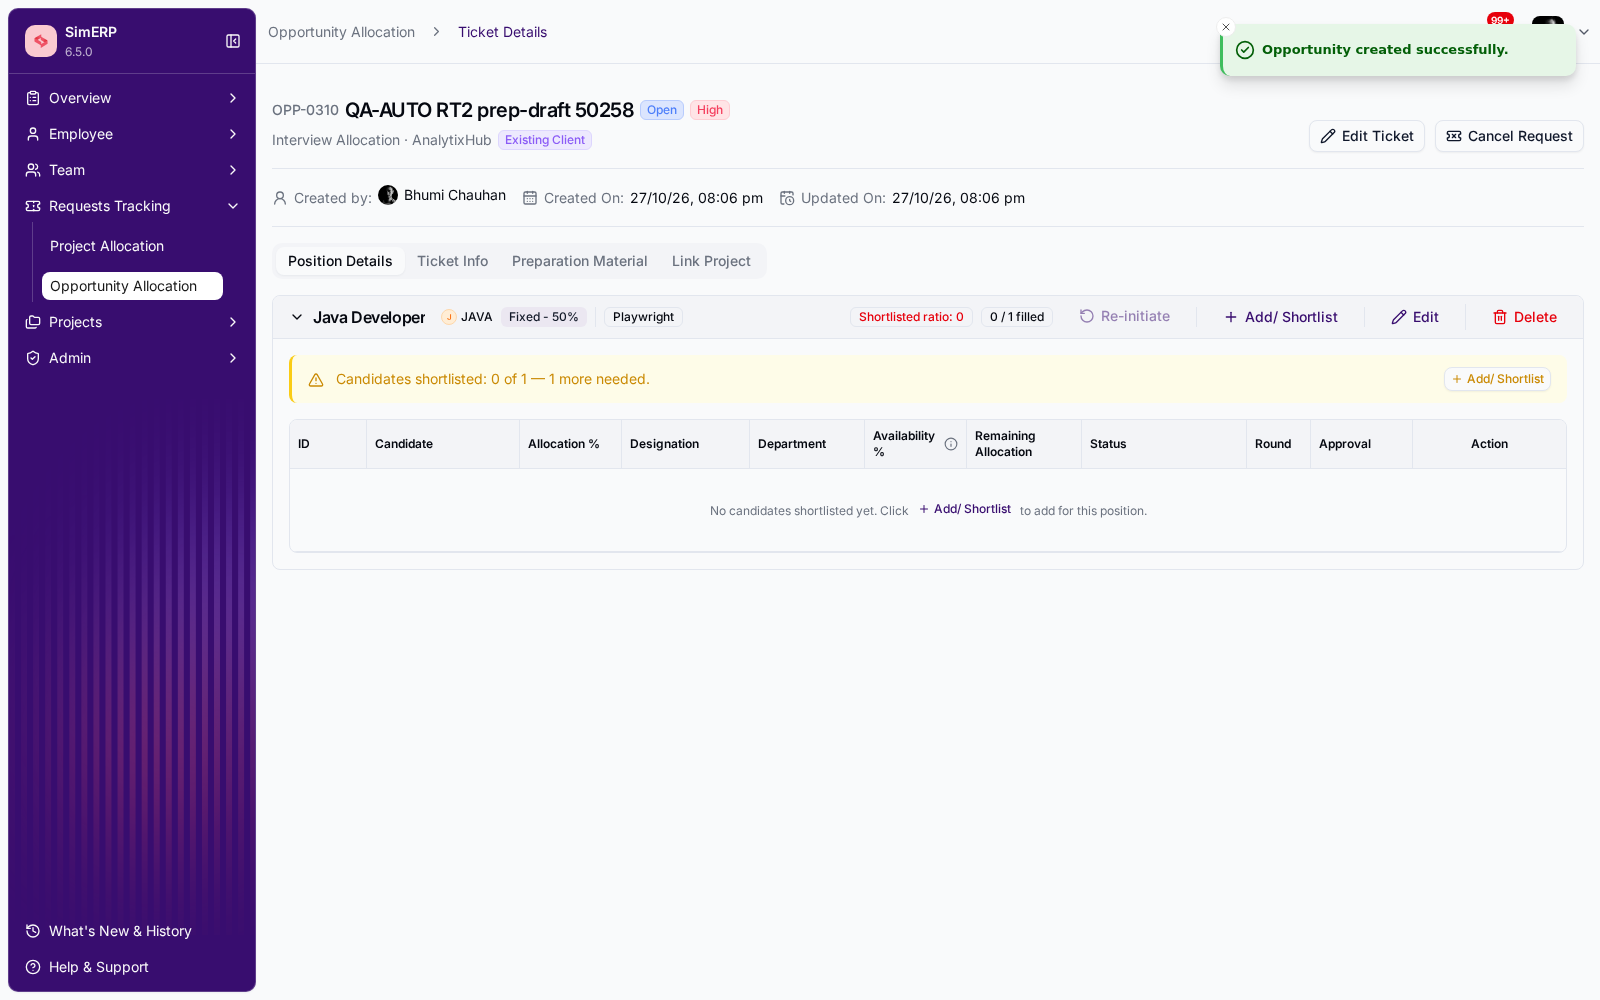 SimERP
6.5.0
Overview
Employee
Team
Requests Tracking
Project Allocation
Opportunity Allocation
Projects
Admin
What's New & History
Help & Support
Opportunity Allocation > Ticket Details
99+
Opportunity created successfully.
OPP-0310 QA-AUTO RT2 prep-draft 50258 Open High
Interview Allocation · AnalytixHub Existing Client
Edit Ticket Cancel Request
Created by: Bhumi Chauhan Created On: 27/10/26, 08:06 pm Updated On: 27/10/26, 08:06 pm
Position Details Ticket Info Preparation Material Link Project
Java Developer J JAVA Fixed - 50% Playwright Shortlisted ratio: 0 0 / 1 filled Re-initiate + Add/ Shortlist Edit Delete
Candidates shortlisted: 0 of 1 — 1 more needed. + Add/ Shortlist
ID Candidate Allocation % Designation Department Availability % Remaining Allocation Status Round Approval Action
No candidates shortlisted yet. Click + Add/ Shortlist to add for this position.